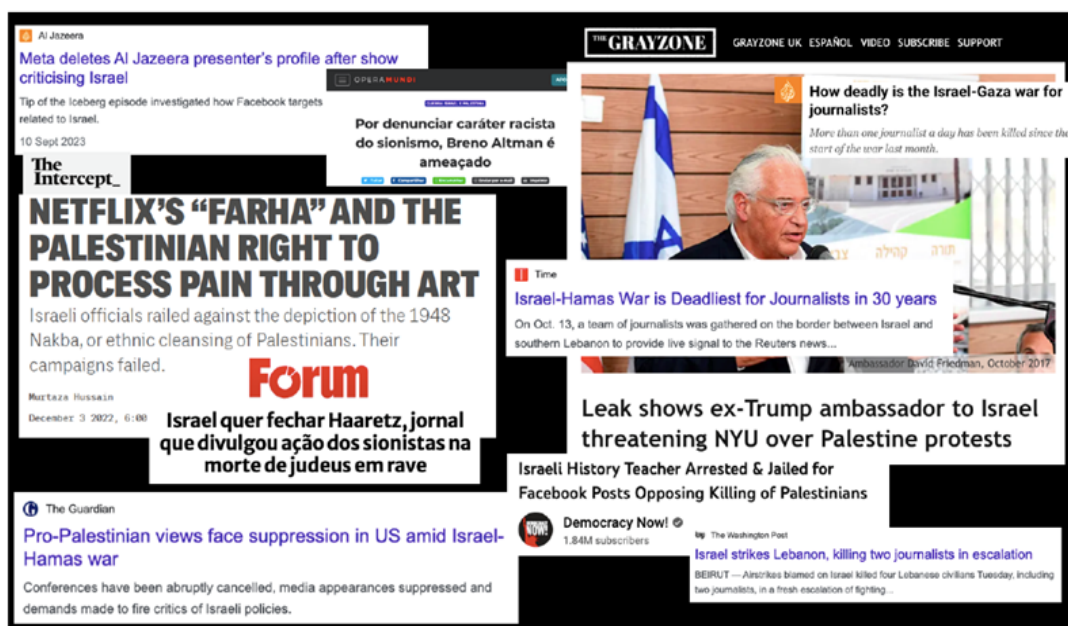 Al Jazeera
Meta deletes Al Jazeera presenter's profile after show
criticising Israel
Tip of the Iceberg episode investigated how Facebook targets
related to Israel.
10 Sept 2023
OPERAMUNDI
Por denunciar caráter racista
do sionismo, Breno Altman é
ameaçado
The
Intercept_
NETFLIX'S "FARHA" AND THE
PALESTINIAN RIGHT TO
PROCESS PAIN THROUGH ART
Israeli officials railed against the depiction of the 1948
Nakba, or ethnic cleansing of Palestinians. Their
campaigns failed.
Murtaza Hussain
December 3 2022, 6:00
Forum
Israel quer fechar Haaretz, jornal
que divulgou ação dos sionistas na
morte de judeus em rave
The Guardian
Pro-Palestinian views face suppression in US amid Israel-
Hamas war
Conferences have been abruptly cancelled, media appearances suppressed and
demands made to fire critics of Israeli policies.
THE GRAYZONE
GRAYZONE UK ESPAÑOL VIDEO SUBSCRIBE SUPPORT
How deadly is the Israel-Gaza war for
journalists?
More than one journalist a day has been killed since the
start of the war last month.
תורה קהילה
Time
Israel-Hamas War is Deadliest for Journalists in 30 years
On Oct. 13, a team of journalists was gathered on the border between Israel and
southern Lebanon to provide live signal to the Reuters news...
Ambassador David Friedman, October 2017
Leak shows ex-Trump ambassador to Israel
threatening NYU over Palestine protests
Israeli History Teacher Arrested & Jailed for
Facebook Posts Opposing Killing of Palestinians
Democracy Now!
1.84M subscribers
wp The Washington Post
Israel strikes Lebanon, killing two journalists in escalation
BEIRUT — Airstrikes blamed on Israel killed four Lebanese civilians Tuesday, including
two journalists, in a fresh escalation of fighting...